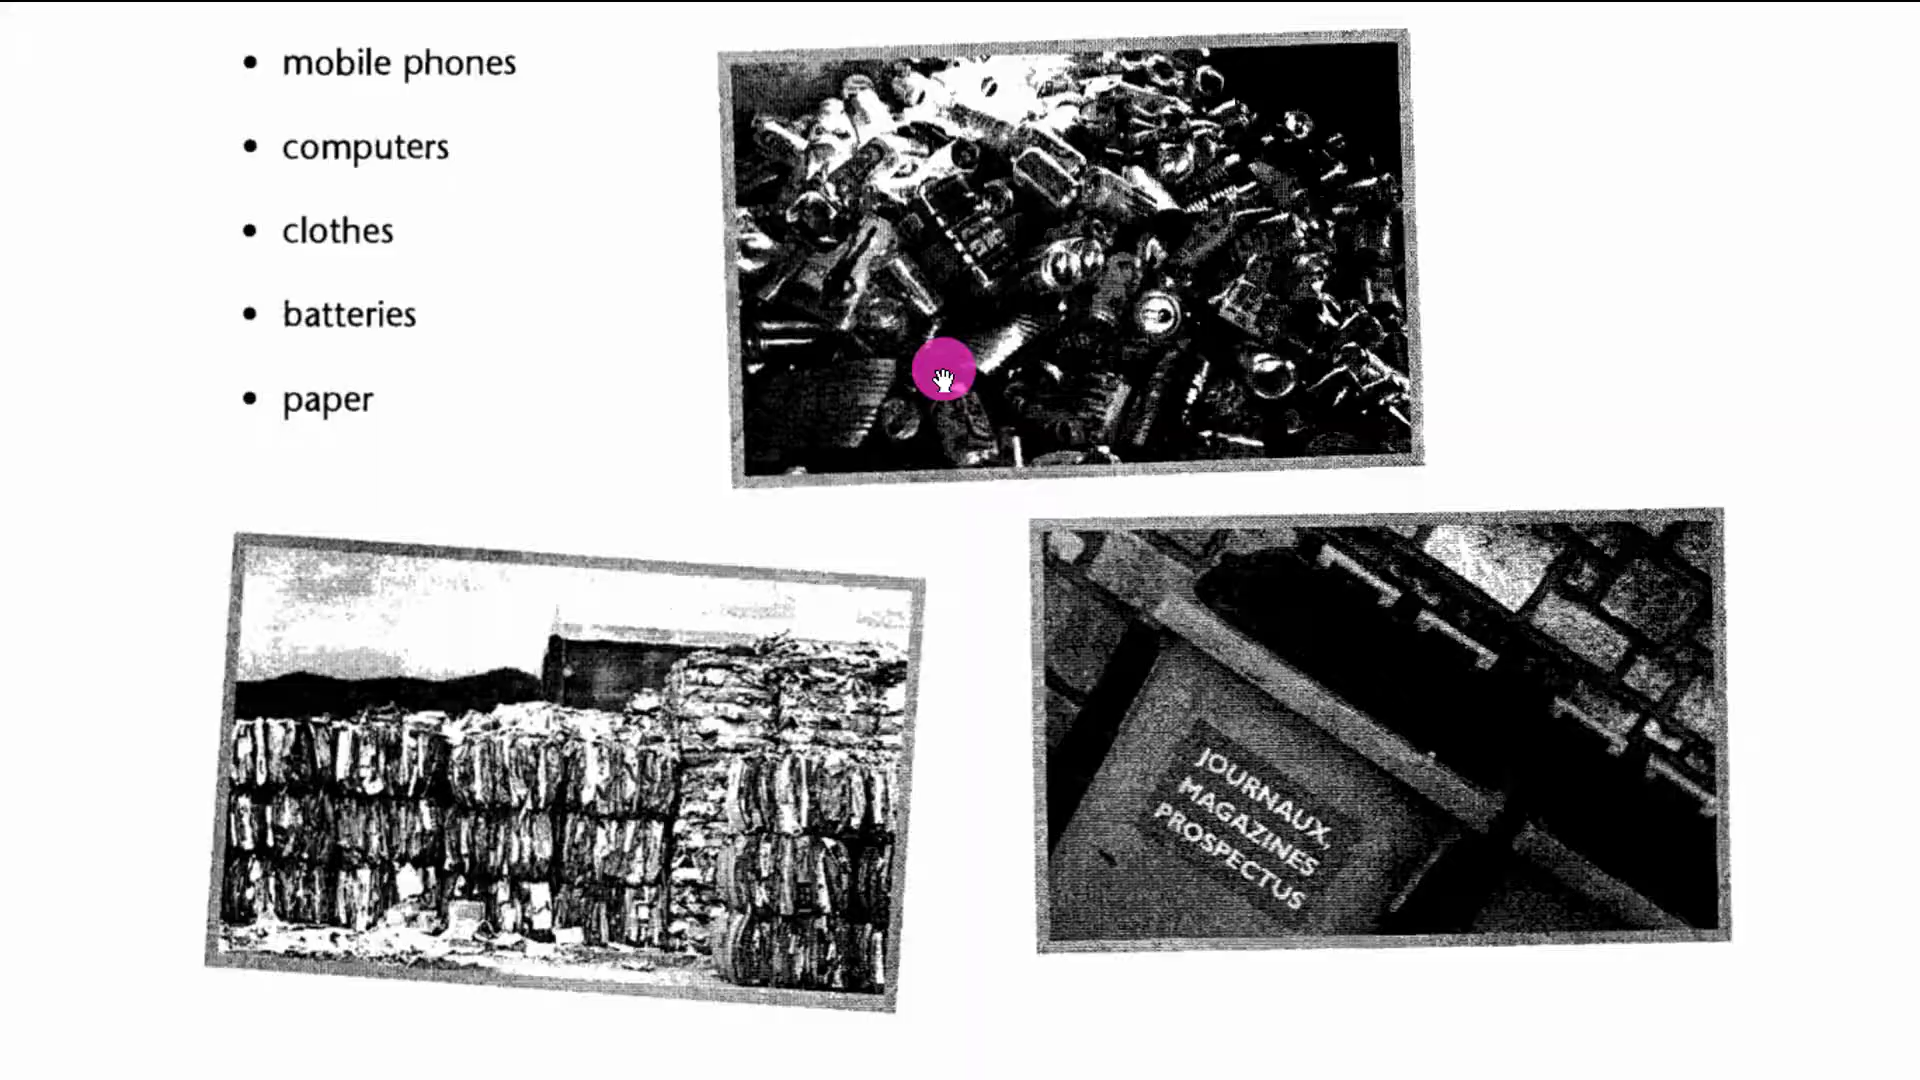 • mobile phones
• computers
• clothes
• batteries
• paper
JOURNAUX,
MAGAZINES
PROSPECTUS